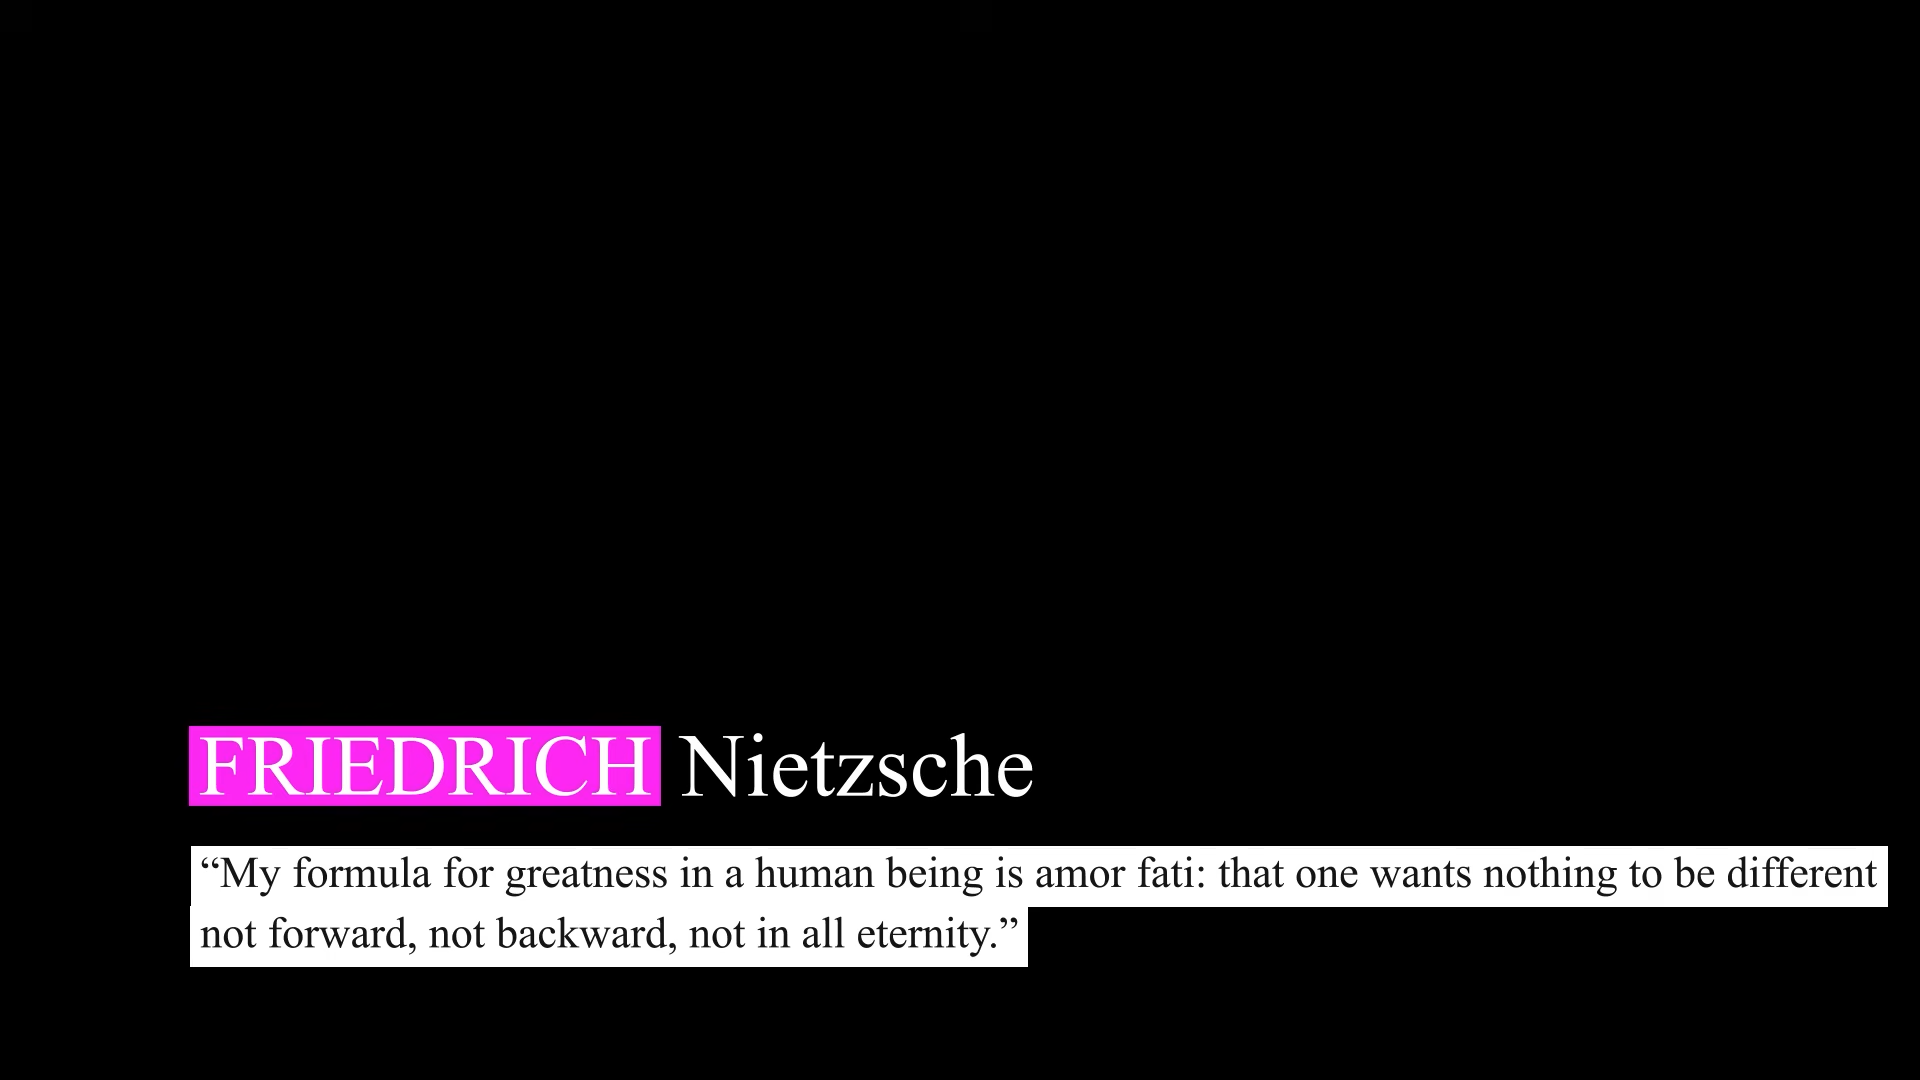 FRIEDRICH Nietzsche
“My formula for greatness in a human being is amor fati: that one wants nothing to be different
not forward, not backward, not in all eternity.”